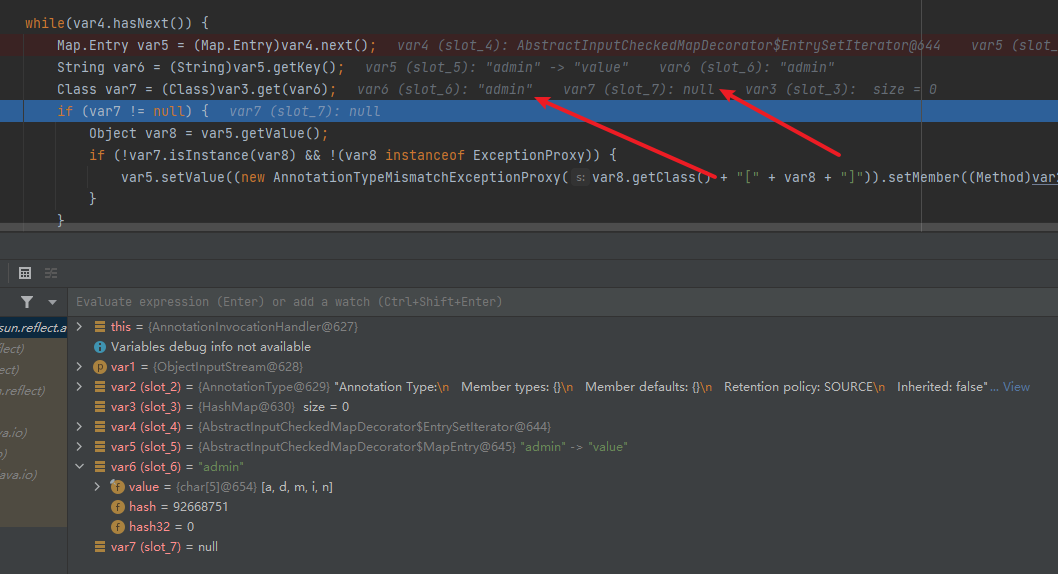 while(var4.hasNext()) {
Map.Entry var5 = (Map.Entry)var4.next(); var4 (slot_4): AbstractInputCheckedMapDecorator$EntrySetIterator@644 var5 (slot_
String var6 = (String)var5.getKey(); var5 (slot_5): "admin" -> "value" var6 (slot_6): "admin"
Class var7 = (Class)var3.get(var6); var6 (slot_6): "admin" var7 (slot_7): null var3 (slot_3): size = 0
if (var7 != null) { var7 (slot_7): null
Object var8 = var5.getValue();
if (!var7.isInstance(var8) && !(var8 instanceof ExceptionProxy)) {
var5.setValue((new AnnotationTypeMismatchExceptionProxy( s: var8.getClass() + "[" + var8 + "]")).setMember((Method)var
}
}
Evaluate expression (Enter) or add a watch (Ctrl+Shift+Enter)
sun.reflect.a
this = {AnnotationInvocationHandler@627}
flect)
Variables debug info not available
ect)
var1 = {ObjectInputStream@628}
.reflect)
var2 (slot_2) = {AnnotationType@629} "Annotation Type:\n Member types: {}\n Member defaults: {}\n Retention policy: SOURCE\n Inherited: false" ... View
var3 (slot_3) = {HashMap@630} size = 0
va.io)
var4 (slot_4) = {AbstractInputCheckedMapDecorator$EntrySetIterator@644}
)
var5 (slot_5) = {AbstractInputCheckedMapDecorator$MapEntry@645} "admin" -> "value"
ava.io)
var6 (slot_6) = "admin"
value = {char[5]@654} [a, d, m, i, n]
hash = 92668751
hash32 = 0
var7 (slot_7) = null